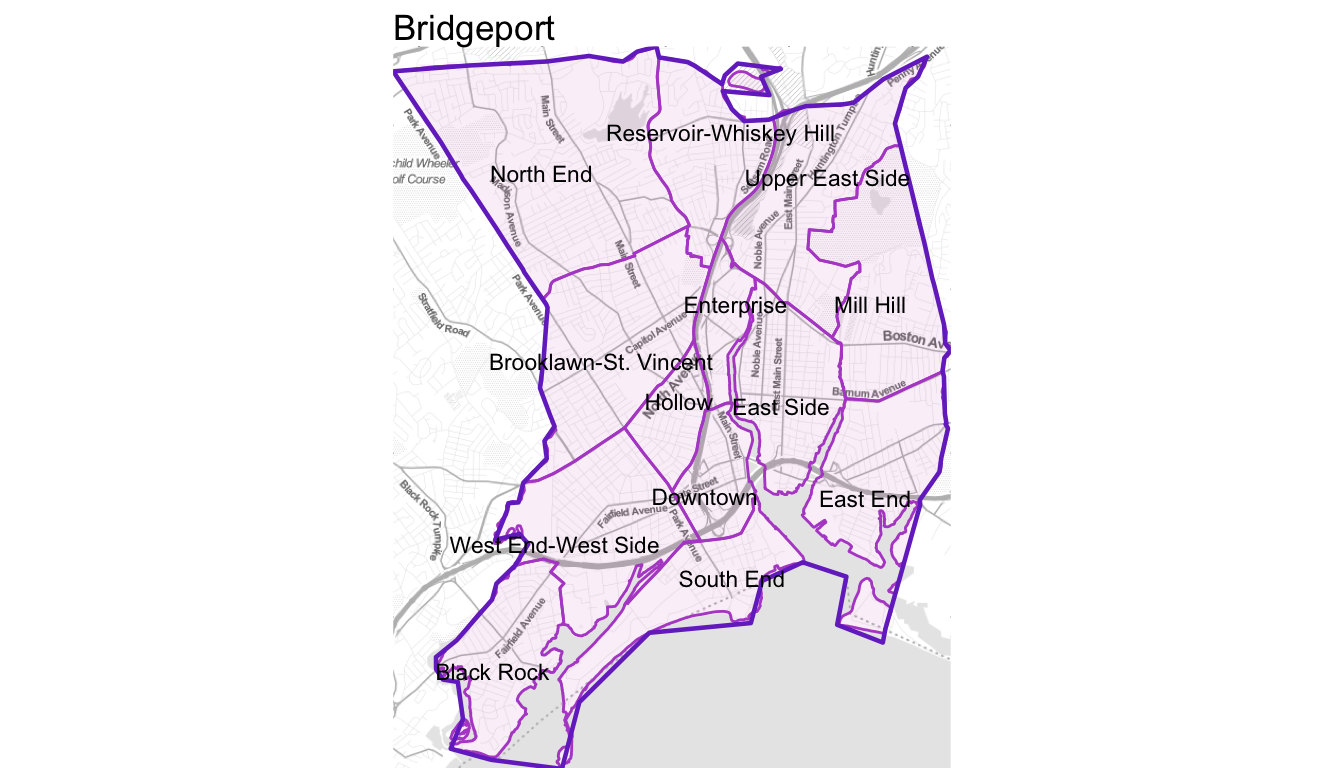 Bridgeport
Penny Avenue
Huntin
Main Street
Park Avenue
Huntington Turnpi
Reservoir-Whiskey Hill
child Wheeler
olf Course
North End
Upper East Side
East Main Street
Madison Avenue
Noble Avenue
Main Street
Park Avenue
Stratfield Road
Enterprise
Mill Hill
Capitol Avenue
Noble Avenue
Boston Av
Brooklawn-St. Vincent
East Main Street
North Avenue
Barnum Avenue
Hollow
East Side
Main Street
Black Rock Turnpike
Street
Downtown
East End
Fairfield Avenue
Park Avenue
West End-West Side
South End
Fairfield Avenue
Black Rock